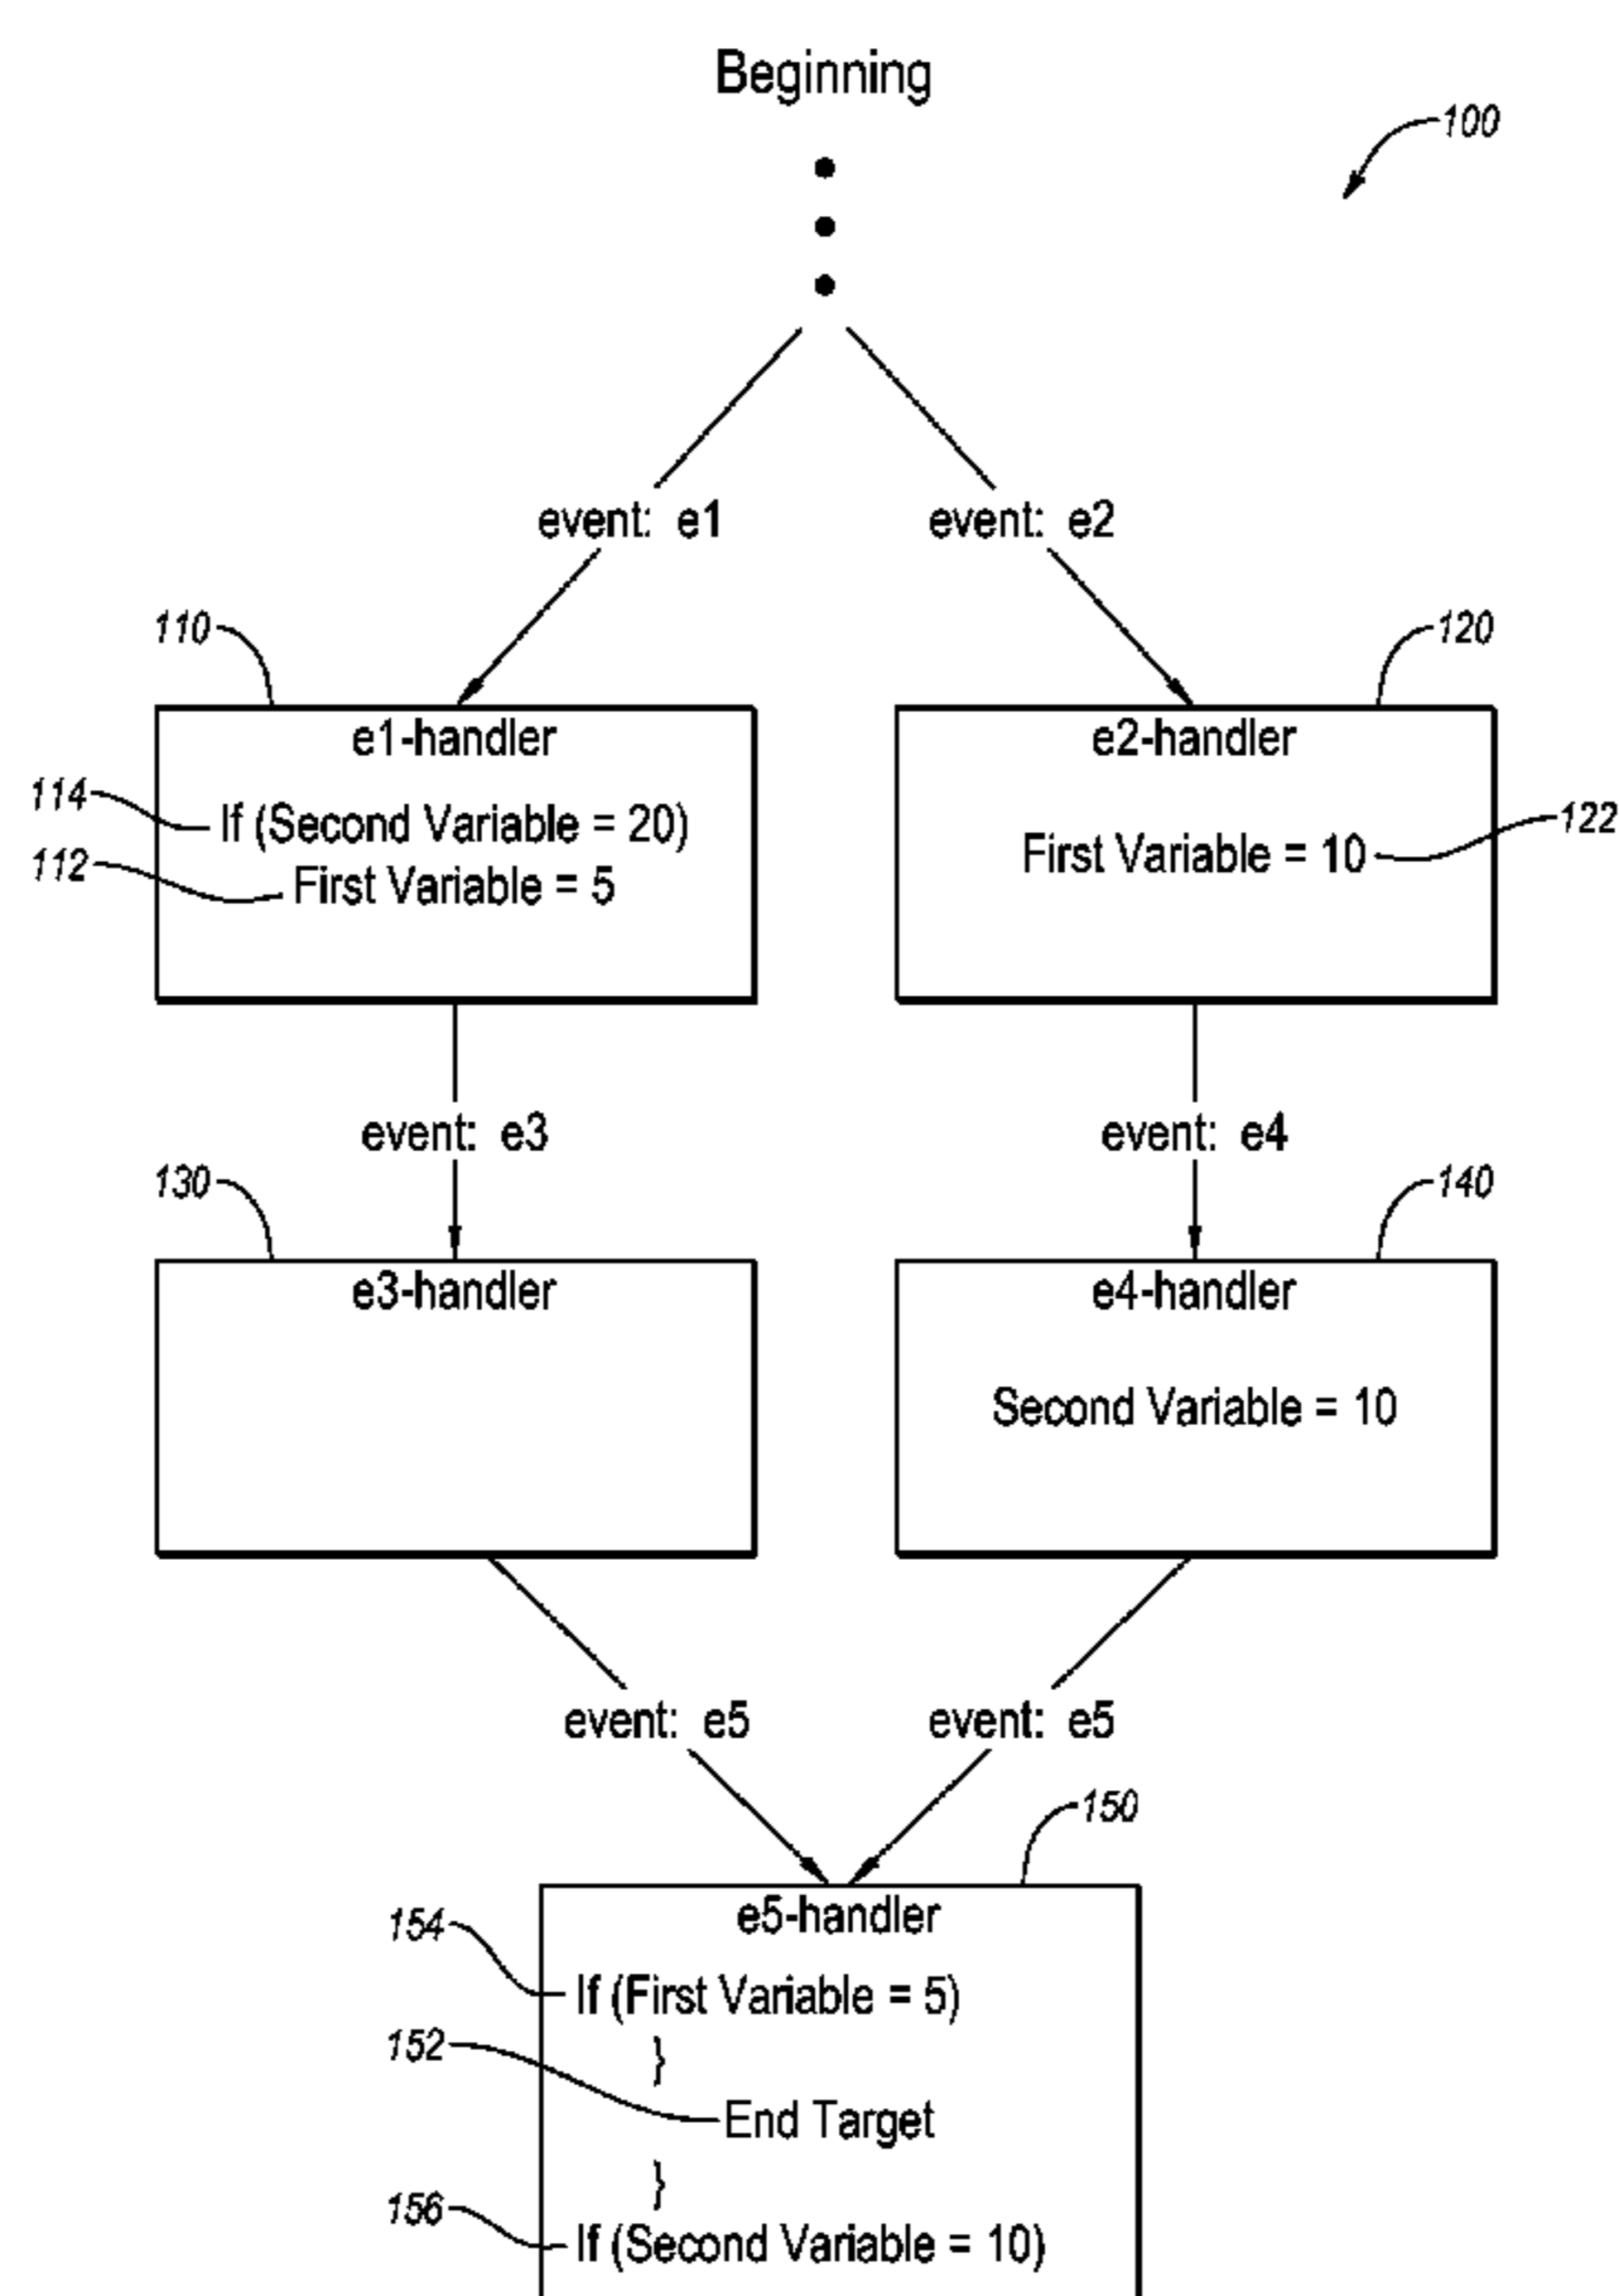 Beginning
100
event: e1
event: e2
110
120
e1-handler
e2-handler
114
If (Second Variable = 20)
122
First Variable = 10
112
First Variable = 5
event: e3
event: e4
130
140
e3-handler
e4-handler
Second Variable = 10
event: e5
event: e5
150
e5-handler
154
If (First Variable = 5)
}
152
End Target
}
156
If (Second Variable = 10)